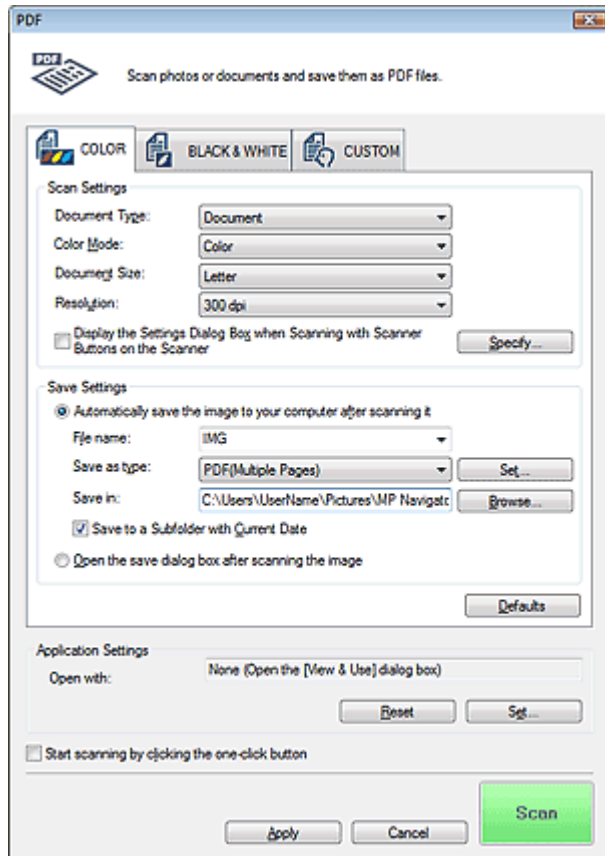 PDF
PDF
Scan photos or documents and save them as PDF files.
COLOR
BLACK & WHITE
CUSTOM
Scan Settings
Document Type: Document
Color Mode: Color
Document Size: Letter
Resolution: 300 dpi
Display the Settings Dialog Box when Scanning with Scanner
Buttons on the Scanner
Specify...
Save Settings
Automatically save the image to your computer after scanning it
File name: IMG
Save as type: PDF(Multiple Pages) Set...
Save in: C:\Users\UserName\Pictures\MP Navigatc Browse...
Save to a Subfolder with Current Date
Open the save dialog box after scanning the image
Defaults
Application Settings
Open with: None (Open the [View & Use] dialog box)
Reset Set...
Start scanning by clicking the one-click button
Scan
Apply Cancel